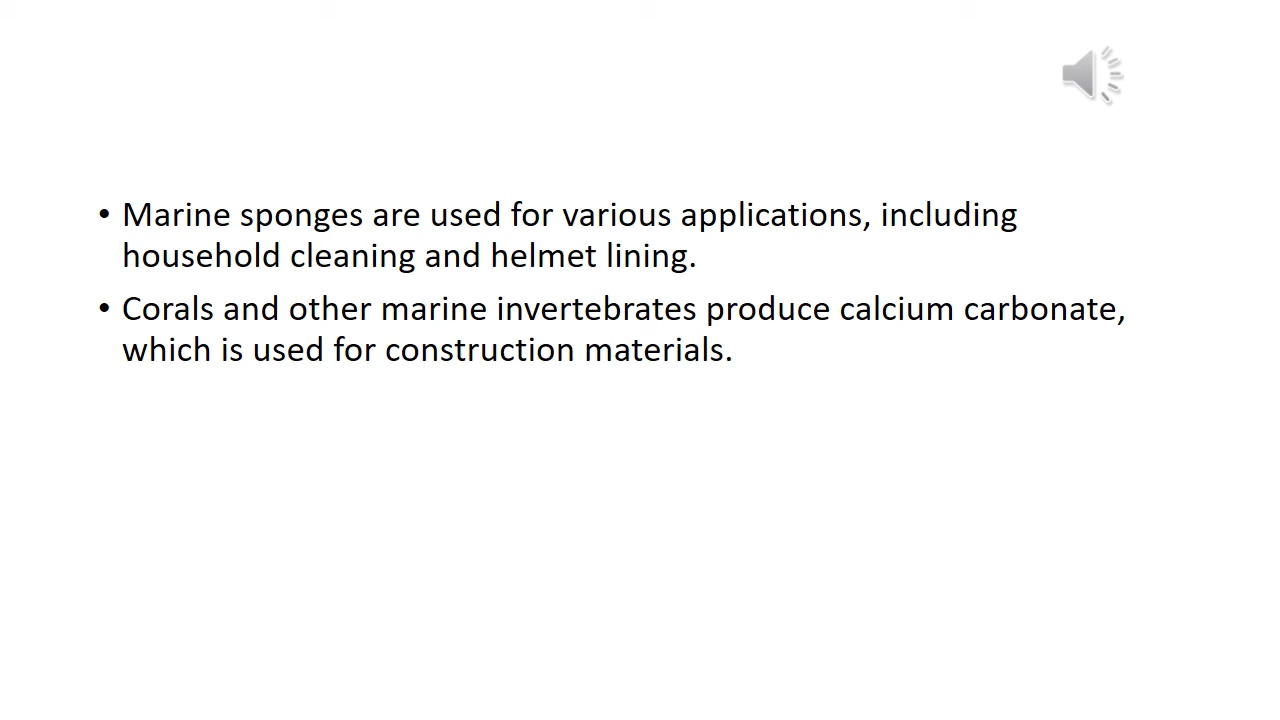 • Marine sponges are used for various applications, including
household cleaning and helmet lining.
• Corals and other marine invertebrates produce calcium carbonate,
which is used for construction materials.